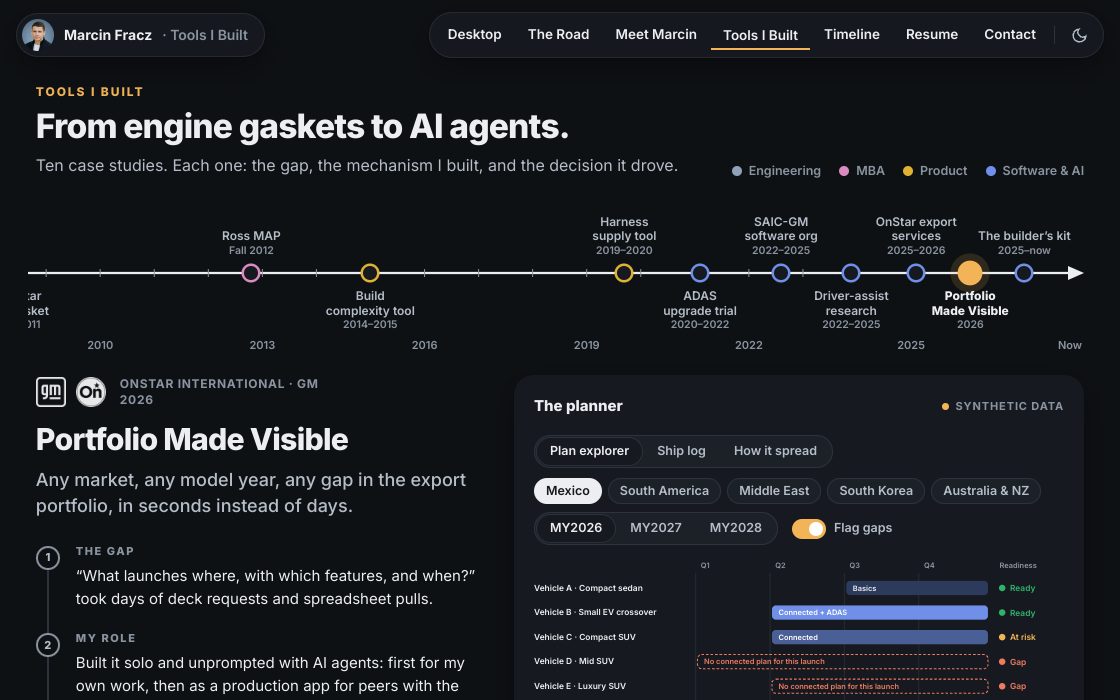 Marcin Fracz · Tools I Built
Desktop The Road Meet Marcin Tools I Built Timeline Resume Contact
TOOLS I BUILT
From engine gaskets to AI agents.
Ten case studies. Each one: the gap, the mechanism I built, and the decision it drove.
Engineering MBA Product Software & AI
Ross MAP
Fall 2012
Harness
supply tool
2019–2020
SAIC-GM
software org
2022–2025
OnStar export
services
2025–2026
The builder’s kit
2025–now
Build
complexity tool
2014–2015
ADAS
upgrade trial
2020–2022
Driver-assist
research
2022–2025
Portfolio
Made Visible
2026
2010 2013 2016 2019 2022 2025 Now
gm On
ONSTAR INTERNATIONAL · GM
2026
Portfolio Made Visible
Any market, any model year, any gap in the export
portfolio, in seconds instead of days.
1 THE GAP
“What launches where, with which features, and when?”
took days of deck requests and spreadsheet pulls.
2 MY ROLE
Built it solo and unprompted with AI agents: first for my
own work, then as a production app for peers with the
The planner
SYNTHETIC DATA
Plan explorer Ship log How it spread
Mexico South America Middle East South Korea Australia & NZ
MY2026 MY2027 MY2028 Flag gaps
Q1 Q2 Q3 Q4 Readiness
Vehicle A · Compact sedan Basics Ready
Vehicle B · Small EV crossover Connected + ADAS Ready
Vehicle C · Compact SUV Connected At risk
Vehicle D · Mid SUV No connected plan for this launch Gap
Vehicle E · Luxury SUV No connected plan for this launch Gap